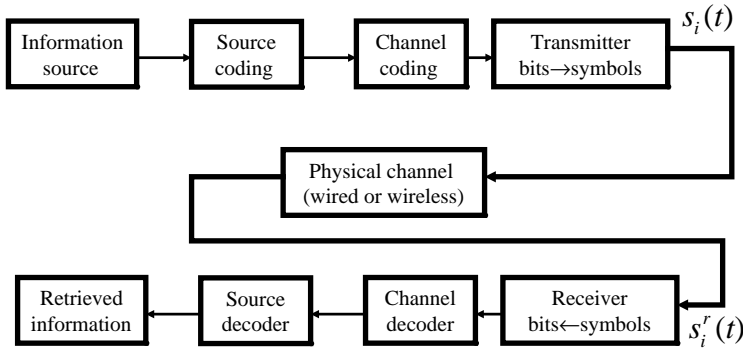 Information
source
Source
coding
Channel
coding
Transmitter
bits→symbols
s_i(t)
Physical channel
(wired or wireless)
Retrieved
information
Source
decoder
Channel
decoder
Receiver
bits←symbols
s_i^r(t)